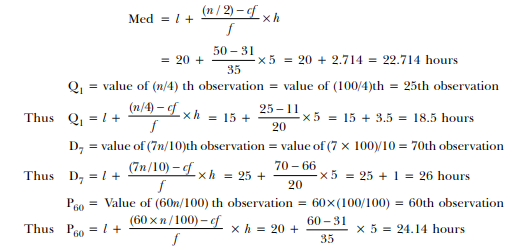 Med = l + (n / 2) – cf / f × h
= 20 + 50 – 31 / 35 × 5 = 20 + 2.714 = 22.714 hours
Q₁ = value of (n/4) th observation = value of (100/4)th = 25th observation
Thus Q₁ = l + (n/4) – cf / f × h = 15 + 25 – 11 / 20 × 5 = 15 + 3.5 = 18.5 hours
D₇ = value of (7n/10)th observation = value of (7 × 100)/10 = 70th observation
Thus D₇ = l + (7n/10) – cf / f × h = 25 + 70 – 66 / 20 × 5 = 25 + 1 = 26 hours
P₆₀ = Value of (60n/100) th observation = 60×(100/100) = 60th observation
Thus P₆₀ = l + (60 × n / 100) – cf / f × h = 20 + 60 – 31 / 35 × 5 = 24.14 hours